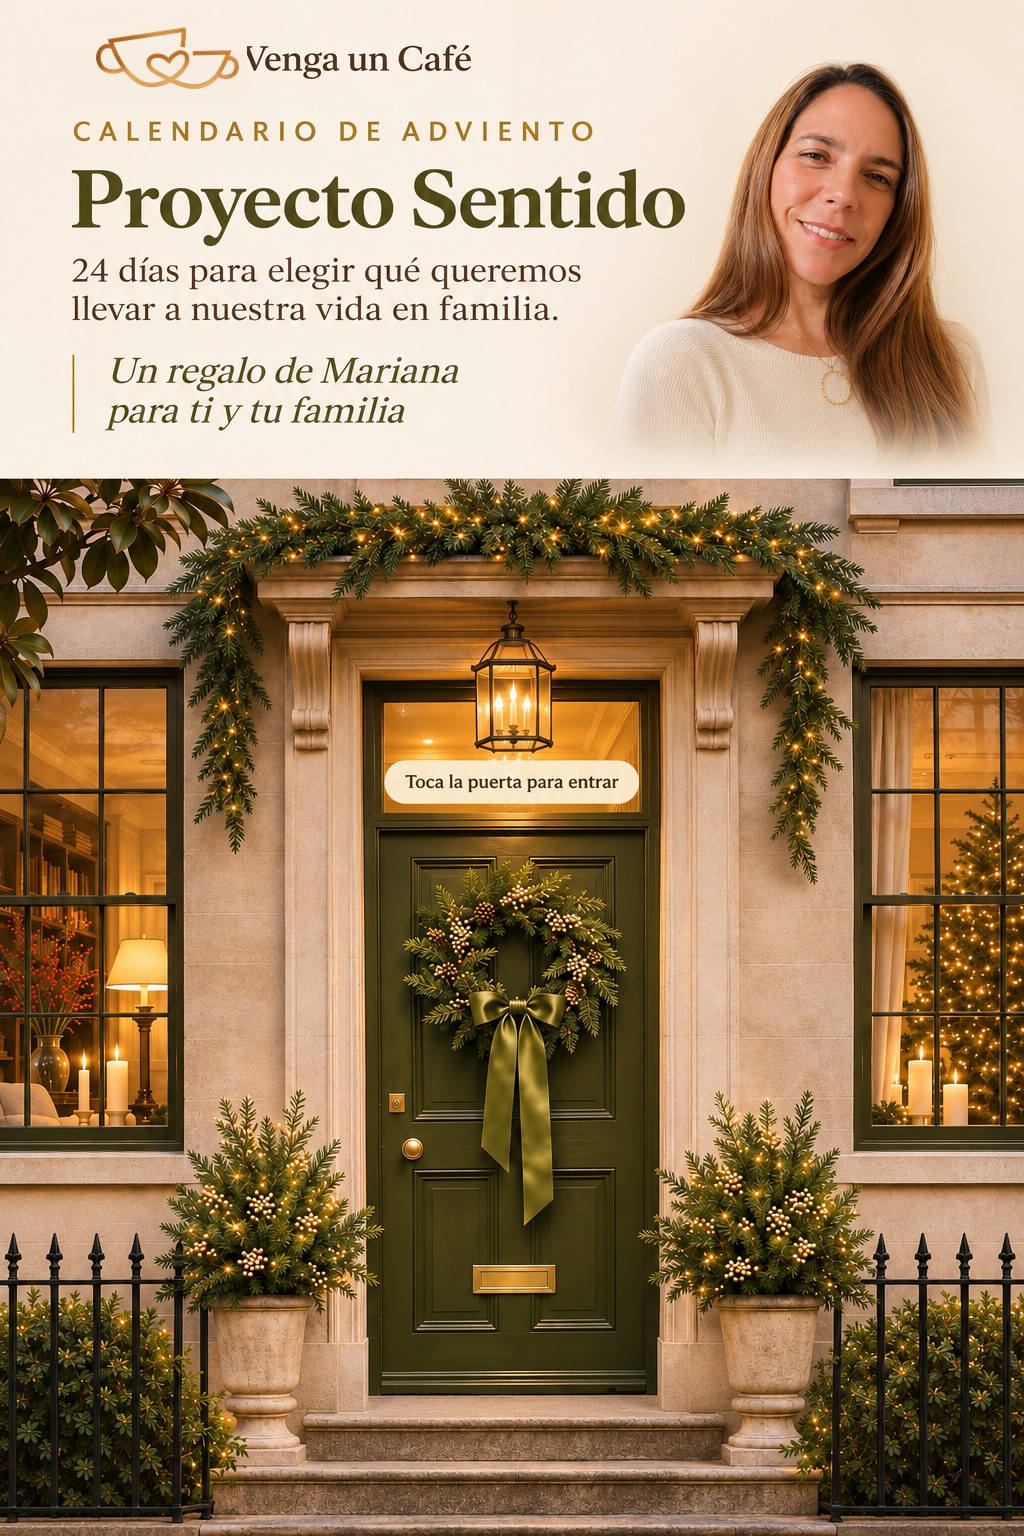 Venga un Café
CALENDARIO DE ADVIENTO
Proyecto Sentido
24 días para elegir qué queremos
llevar a nuestra vida en familia.
Un regalo de Mariana
para ti y tu familia
Toca la puerta para entrar